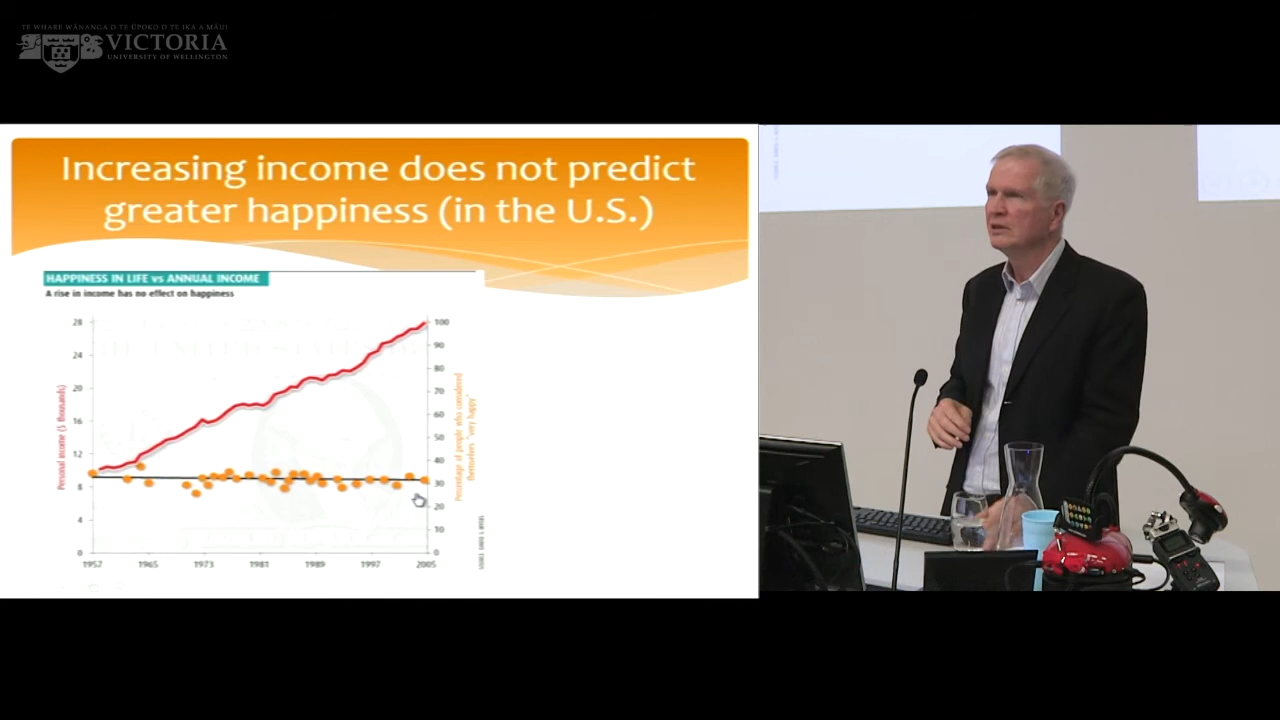 TE WHARE WĀNANGA O TE ŪPOKO O TE IKA A MĀUI
VICTORIA
UNIVERSITY OF WELLINGTON
Increasing income does not predict
greater happiness (in the U.S.)
HAPPINESS IN LIFE vs ANNUAL INCOME
A rise in income has no effect on happiness
Personal income ($ thousands)
28
24
20
16
12
8
4
0
100
90
80
70
60
50
40
30
20
10
0
Percentage of people who considered
themselves "very happy"
1957 1965 1973 1981 1989 1997 2005